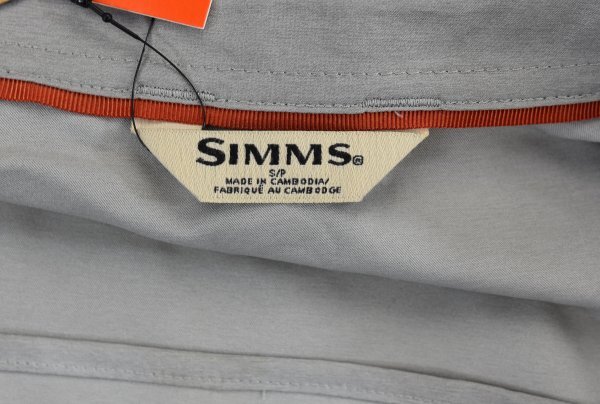 SIMMS®
S/P
MADE IN CAMBODIA/
FABRIQUÉ AU CAMBODGE